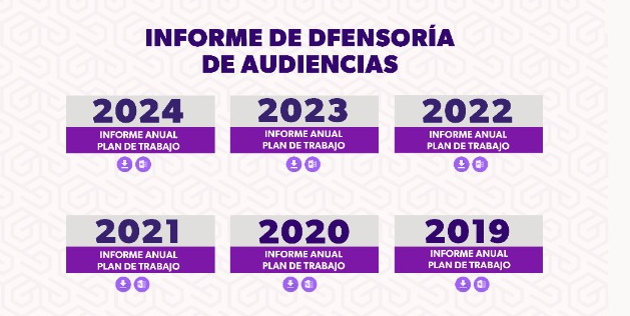 INFORME DE DFENSORÍA
DE AUDIENCIAS
2024
INFORME ANUAL
PLAN DE TRABAJO
2023
INFORME ANUAL
PLAN DE TRABAJO
2022
INFORME ANUAL
PLAN DE TRABAJO
2021
INFORME ANUAL
PLAN DE TRABAJO
2020
INFORME ANUAL
PLAN DE TRABAJO
2019
INFORME ANUAL
PLAN DE TRABAJO